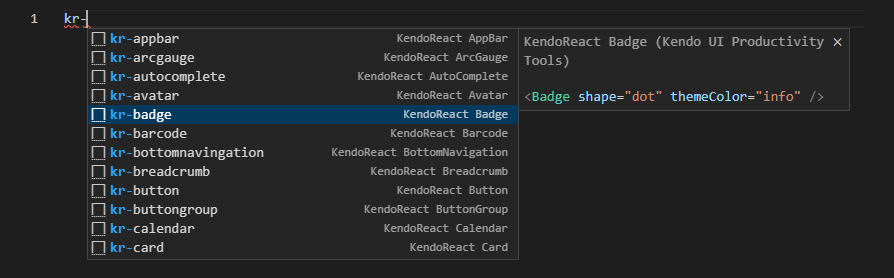 1 kr-
kr-appbar KendoReact AppBar
kr-arcgauge KendoReact ArcGauge
kr-autocomplete KendoReact AutoComplete
kr-avatar KendoReact Avatar
kr-badge KendoReact Badge
kr-barcode KendoReact Barcode
kr-bottomnavingation KendoReact BottomNavigation
kr-breadcrumb KendoReact Breadcrumb
kr-button KendoReact Button
kr-buttongroup KendoReact ButtonGroup
kr-calendar KendoReact Calendar
kr-card KendoReact Card
KendoReact Badge (Kendo UI Productivity
Tools)
<Badge shape="dot" themeColor="info" />